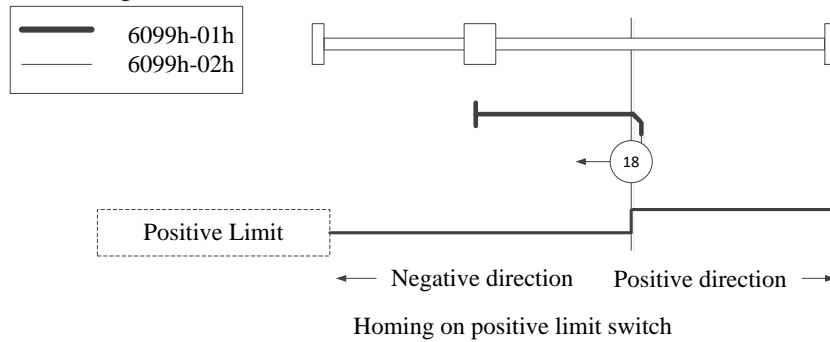 6099h-01h
6099h-02h
18
Positive Limit
Negative direction Positive direction
Homing on positive limit switch